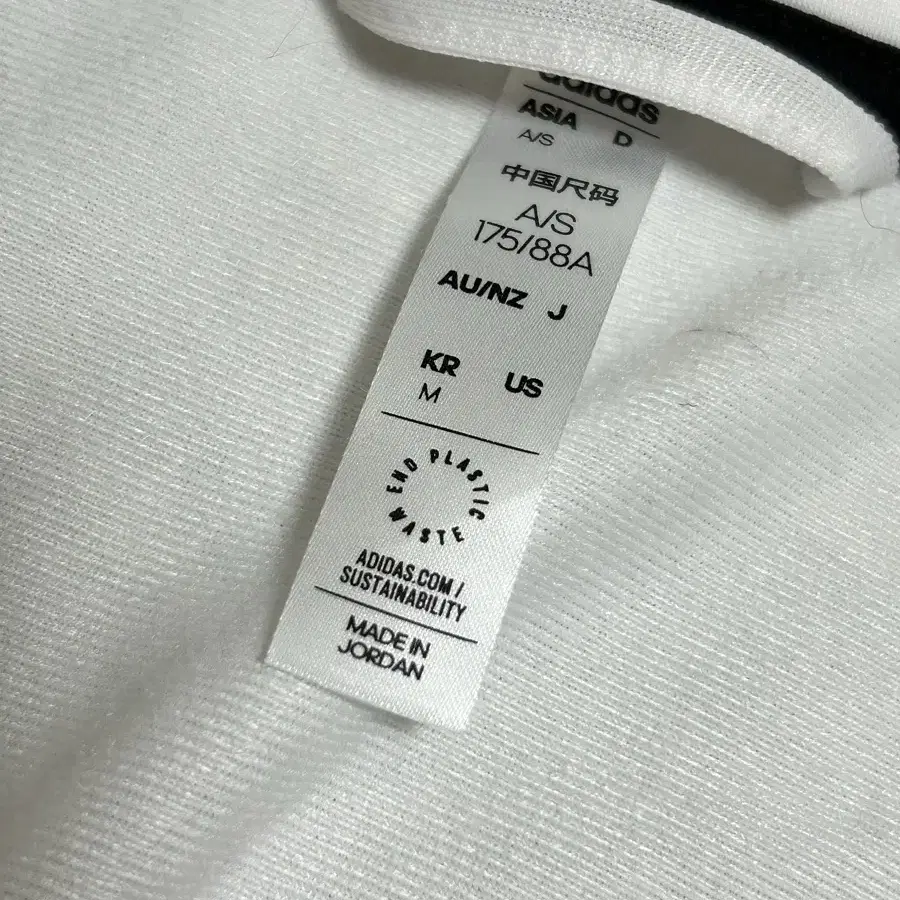 adidas
ASIA D
A/S
中国尺码
A/S
175/88A
AU/NZ J
KR US
M
END PLASTIC WASTE
ADIDAS.COM/
SUSTAINABILITY
MADE IN
JORDAN